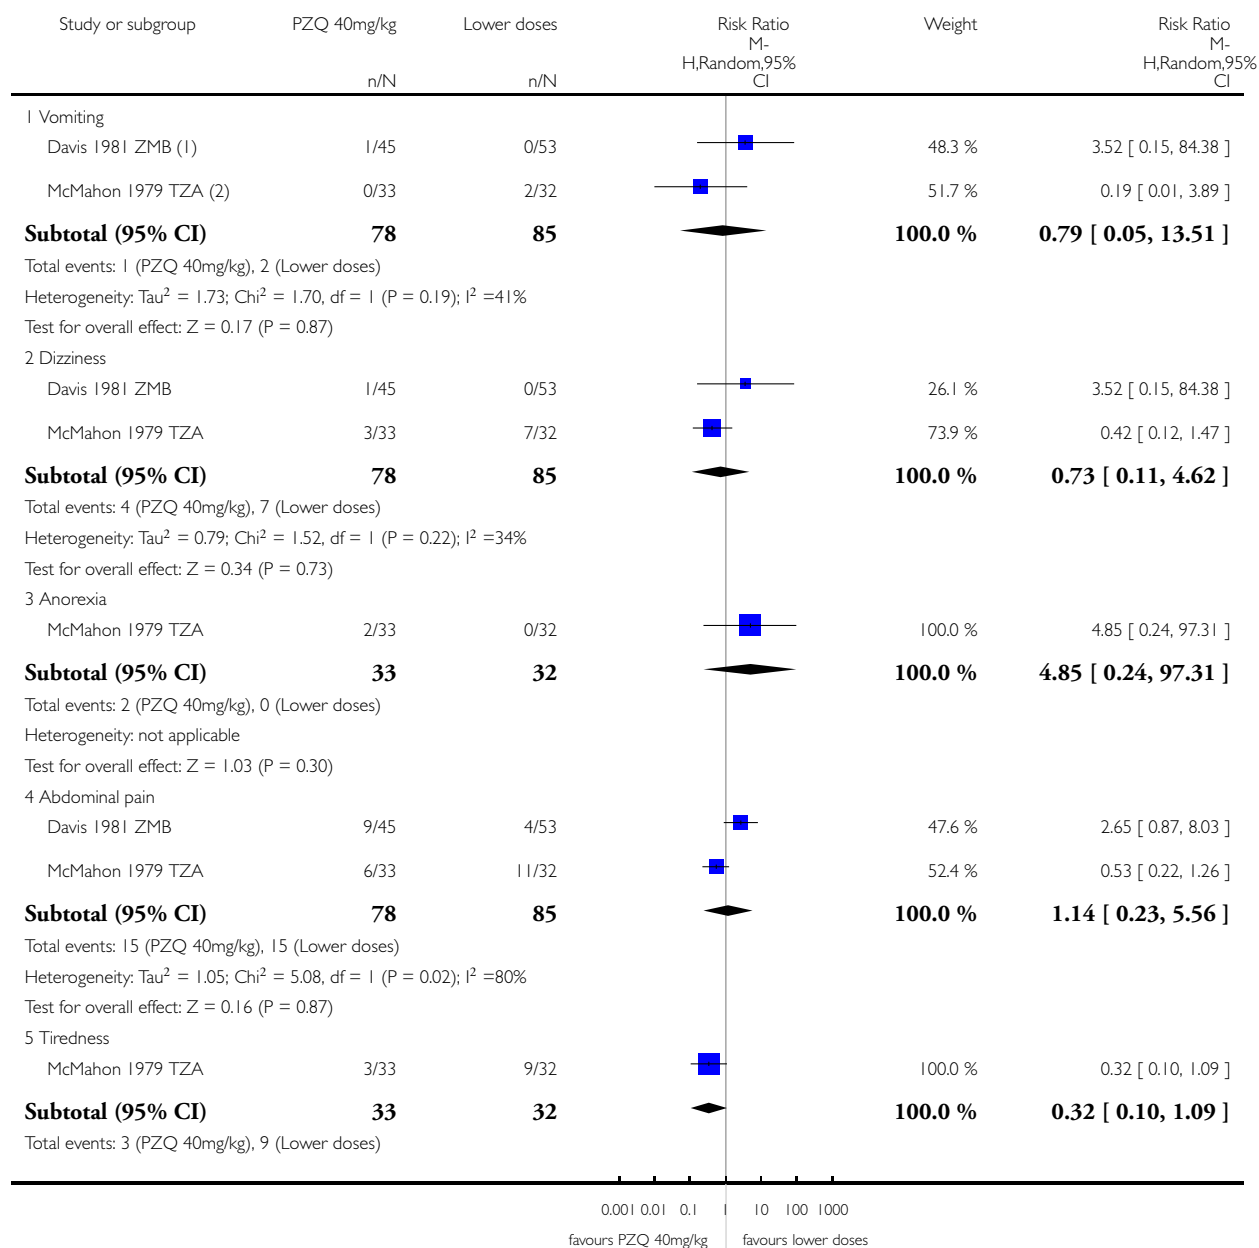 Study or subgroup PZQ 40mg/kg Lower doses Risk Ratio Weight Risk Ratio
M- M-
H,Random,95% H,Random,95%
n/N n/N CI CI
1 Vomiting
Davis 1981 ZMB (1) 1/45 0/53 48.3 % 3.52 [ 0.15, 84.38 ]
McMahon 1979 TZA (2) 0/33 2/32 51.7 % 0.19 [ 0.01, 3.89 ]
Subtotal (95% CI) 78 85 100.0 % 0.79 [ 0.05, 13.51 ]
Total events: 1 (PZQ 40mg/kg), 2 (Lower doses)
Heterogeneity: Tau² = 1.73; Chi² = 1.70, df = 1 (P = 0.19); I² =41%
Test for overall effect: Z = 0.17 (P = 0.87)
2 Dizziness
Davis 1981 ZMB 1/45 0/53 26.1 % 3.52 [ 0.15, 84.38 ]
McMahon 1979 TZA 3/33 7/32 73.9 % 0.42 [ 0.12, 1.47 ]
Subtotal (95% CI) 78 85 100.0 % 0.73 [ 0.11, 4.62 ]
Total events: 4 (PZQ 40mg/kg), 7 (Lower doses)
Heterogeneity: Tau² = 0.79; Chi² = 1.52, df = 1 (P = 0.22); I² =34%
Test for overall effect: Z = 0.34 (P = 0.73)
3 Anorexia
McMahon 1979 TZA 2/33 0/32 100.0 % 4.85 [ 0.24, 97.31 ]
Subtotal (95% CI) 33 32 100.0 % 4.85 [ 0.24, 97.31 ]
Total events: 2 (PZQ 40mg/kg), 0 (Lower doses)
Heterogeneity: not applicable
Test for overall effect: Z = 1.03 (P = 0.30)
4 Abdominal pain
Davis 1981 ZMB 9/45 4/53 47.6 % 2.65 [ 0.87, 8.03 ]
McMahon 1979 TZA 6/33 11/32 52.4 % 0.53 [ 0.22, 1.26 ]
Subtotal (95% CI) 78 85 100.0 % 1.14 [ 0.23, 5.56 ]
Total events: 15 (PZQ 40mg/kg), 15 (Lower doses)
Heterogeneity: Tau² = 1.05; Chi² = 5.08, df = 1 (P = 0.02); I² =80%
Test for overall effect: Z = 0.16 (P = 0.87)
5 Tiredness
McMahon 1979 TZA 3/33 9/32 100.0 % 0.32 [ 0.10, 1.09 ]
Subtotal (95% CI) 33 32 100.0 % 0.32 [ 0.10, 1.09 ]
Total events: 3 (PZQ 40mg/kg), 9 (Lower doses)
0.001 0.01 0.1 1 10 100 1000
favours PZQ 40mg/kg favours lower doses